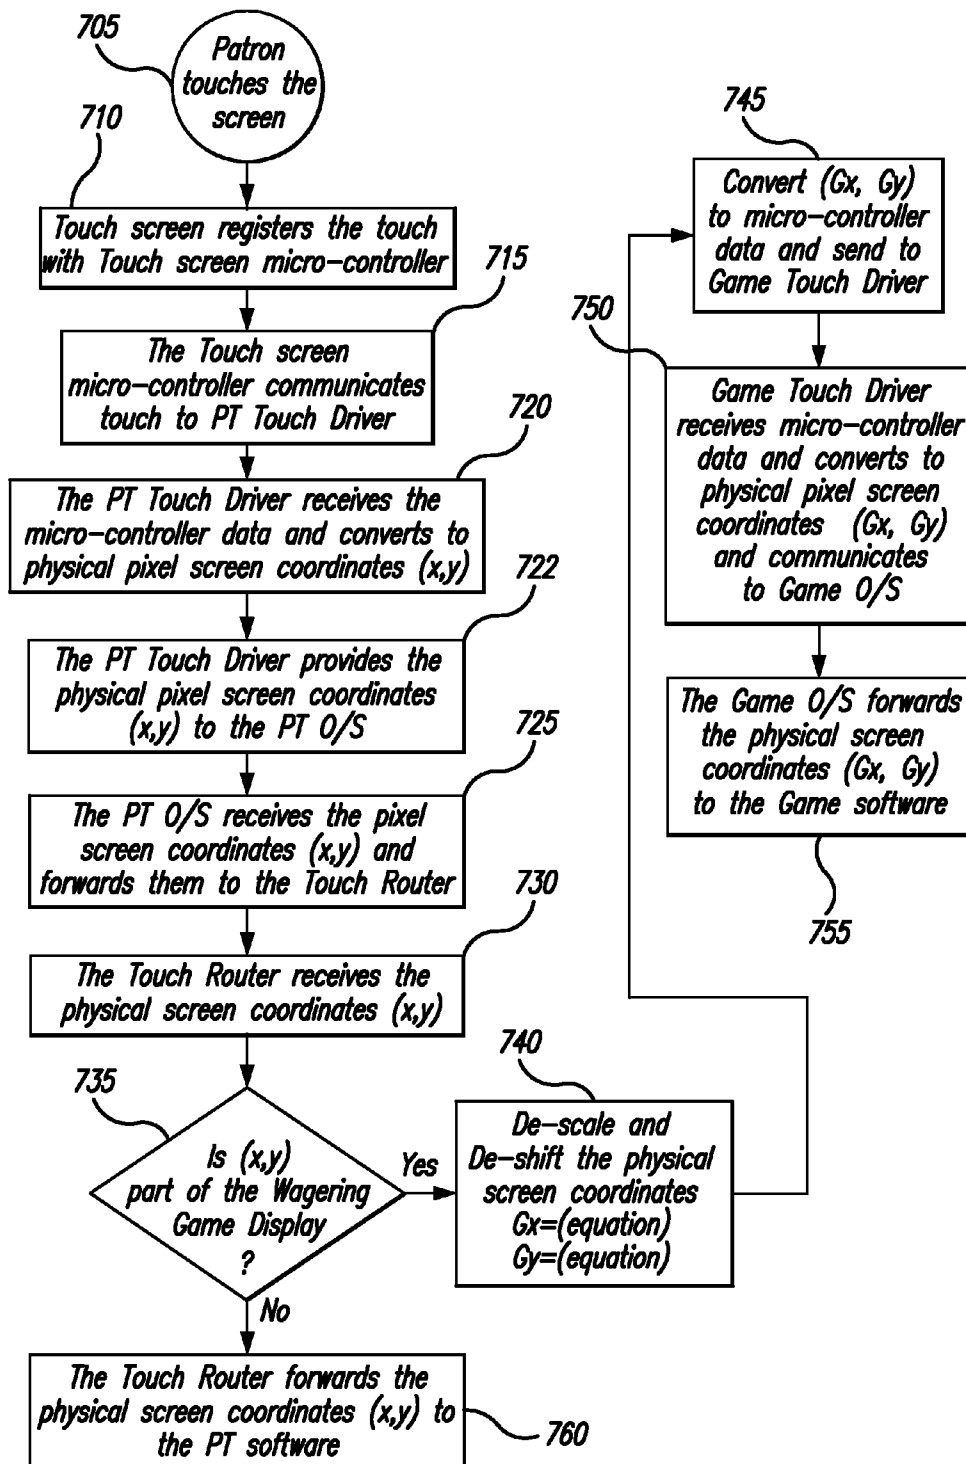 705
Patron
touches the
screen
710
Touch screen registers the touch
with Touch screen micro-controller
715
The Touch screen
micro-controller communicates
touch to PT Touch Driver
720
The PT Touch Driver receives the
micro-controller data and converts to
physical pixel screen coordinates (x,y)
722
The PT Touch Driver provides the
physical pixel screen coordinates
(x,y) to the PT O/S
725
The PT O/S receives the pixel
screen coordinates (x,y) and
forwards them to the Touch Router
730
The Touch Router receives the
physical screen coordinates (x,y)
735
Is (x,y)
part of the Wagering
Game Display
?
Yes
No
740
De-scale and
De-shift the physical
screen coordinates
Gx=(equation)
Gy=(equation)
745
Convert (Gx, Gy)
to micro-controller
data and send to
Game Touch Driver
750
Game Touch Driver
receives micro-controller
data and converts to
physical pixel screen
coordinates (Gx, Gy)
and communicates
to Game O/S
The Game O/S forwards
the physical screen
coordinates (Gx, Gy)
to the Game software
755
The Touch Router forwards the
physical screen coordinates (x,y) to
the PT software
760